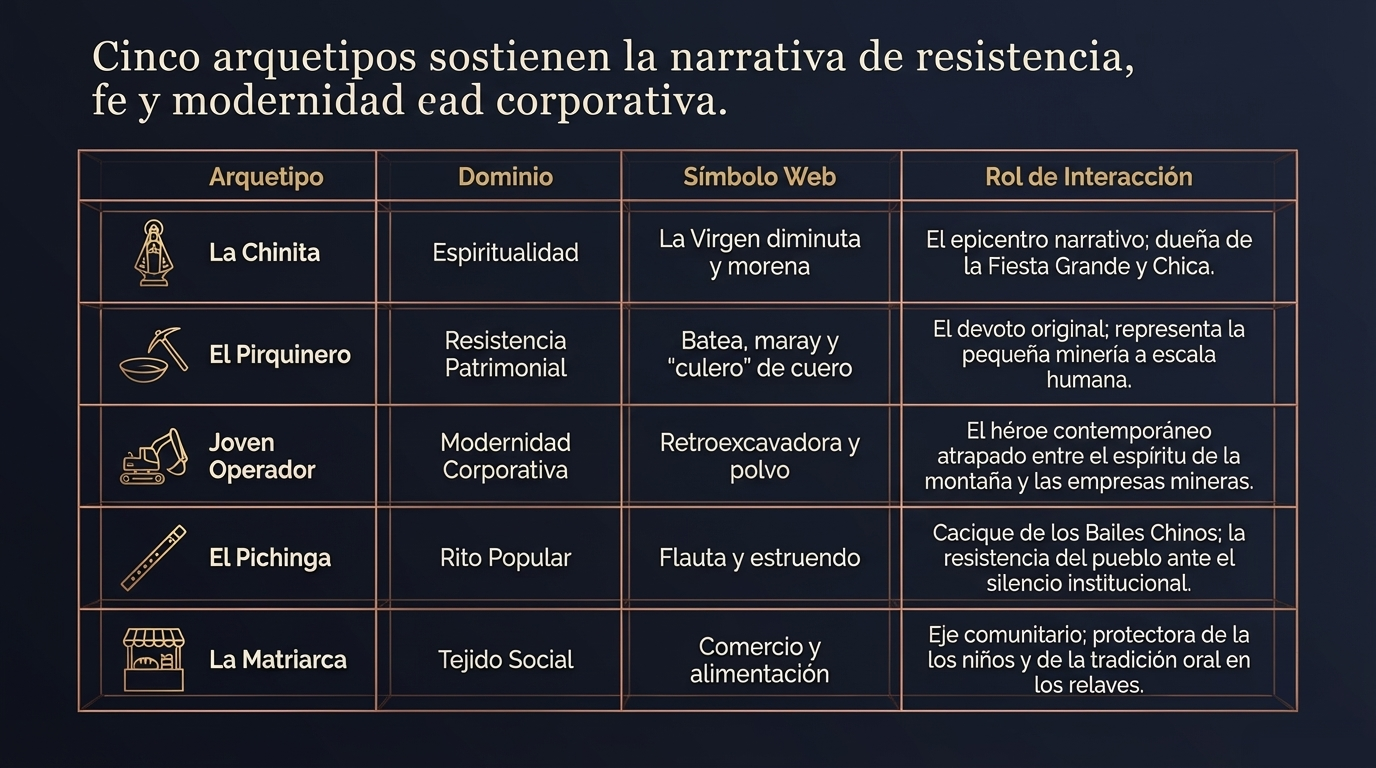 Cinco arquetipos sostienen la narrativa de resistencia,
fe y modernidad ead corporativa.
Arquetipo Dominio Símbolo Web Rol de Interacción
La Chinita
Espiritualidad
La Virgen diminuta
y morena
El epicentro narrativo; dueña de
la Fiesta Grande y Chica.
El Pirquinero
Resistencia
Patrimonial
Batea, maray y
“culero” de cuero
El devoto original; representa la
pequeña minería a escala
humana.
Joven
Operador
Modernidad
Corporativa
Retroexcavadora y
polvo
El héroe contemporáneo
atrapado entre el espíritu de la
montaña y las empresas mineras.
El Pichinga
Rito Popular
Flauta y estruendo
Cacique de los Bailes Chinos; la
resistencia del pueblo ante el
silencio institucional.
La Matriarca
Tejido Social
Comercio y
alimentación
Eje comunitario; protectora de la
los niños y de la tradición oral en
los relaves.